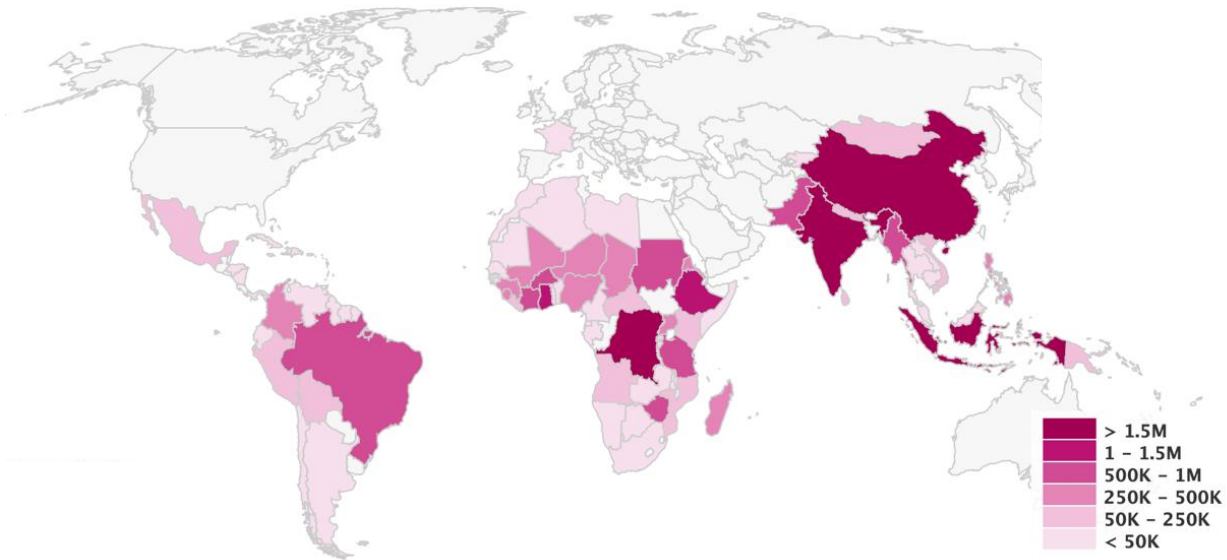 > 1.5M
1 – 1.5M
500K – 1M
250K – 500K
50K – 250K
< 50K